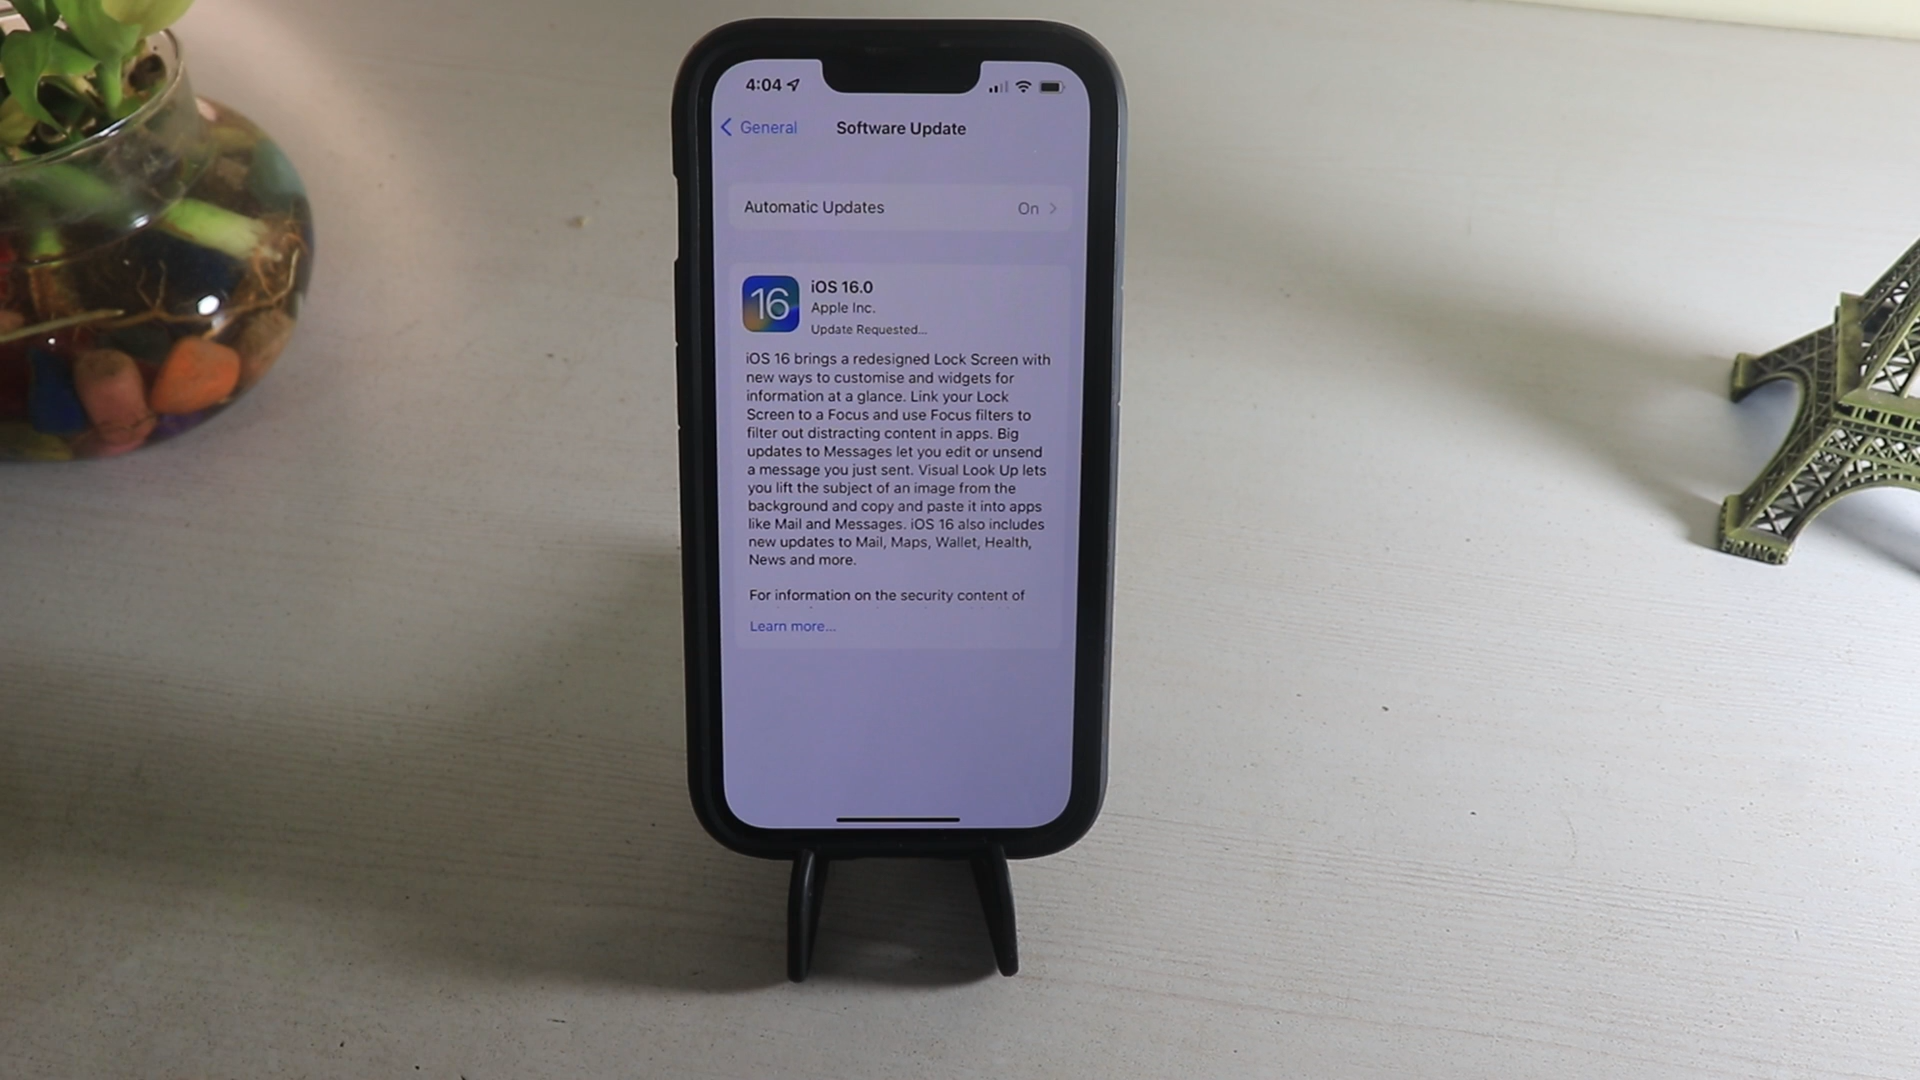 4:04
General
Software Update
Automatic Updates
On
16
iOS 16.0
Apple Inc.
Update Requested...
iOS 16 brings a redesigned Lock Screen with
new ways to customise and widgets for
information at a glance. Link your Lock
Screen to a Focus and use Focus filters to
filter out distracting content in apps. Big
updates to Messages let you edit or unsend
a message you just sent. Visual Look Up lets
you lift the subject of an image from the
background and copy and paste it into apps
like Mail and Messages. iOS 16 also includes
new updates to Mail, Maps, Wallet, Health,
News and more.
For information on the security content of
Learn more...
FRANCE